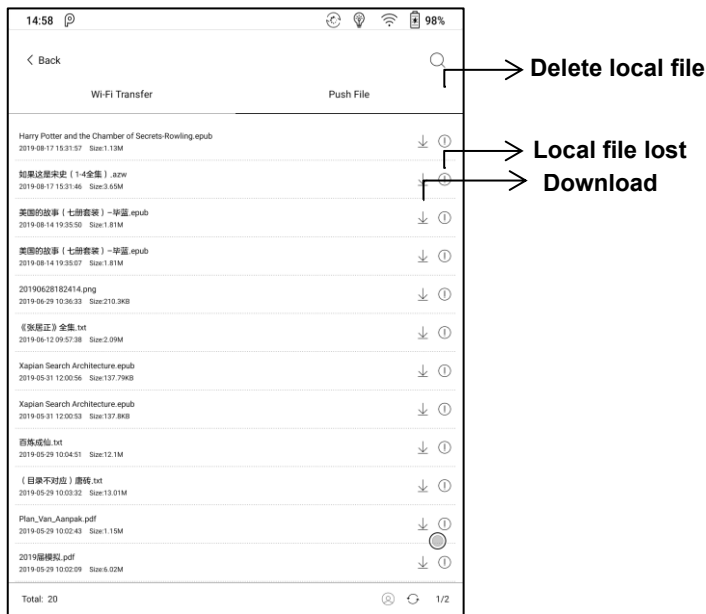 14:58
98%
Back
Wi-Fi Transfer
Push File
Delete local file
Harry Potter and the Chamber of Secrets-Rowling.epub
2019-08-17 15:31:57 Size:1.13M
Local file lost
如果这是宋史（1-4全集）.azw
2019-08-17 15:31:46 Size:3.65M
Download
美国的故事（七册套装）-毕蓝.epub
2019-08-14 19:35:50 Size:1.81M
美国的故事（七册套装）-毕蓝.epub
2019-08-14 19:35:07 Size:1.81M
20190628182414.png
2019-06-29 10:36:33 Size:210.3KB
《张居正》全集.txt
2019-06-12 09:57:38 Size:2.09M
Xapian Search Architecture.epub
2019-05-31 12:00:56 Size:137.79KB
Xapian Search Architecture.epub
2019-05-31 12:00:53 Size:137.8KB
百炼成仙.txt
2019-05-29 10:04:51 Size:12.1M
（目录不对应）唐砖.txt
2019-05-29 10:03:32 Size:13.01M
Plan_Van_Aanpak.pdf
2019-05-29 10:02:43 Size:1.15M
2019届模拟.pdf
2019-05-29 10:02:09 Size:6.02M
Total: 20
1/2